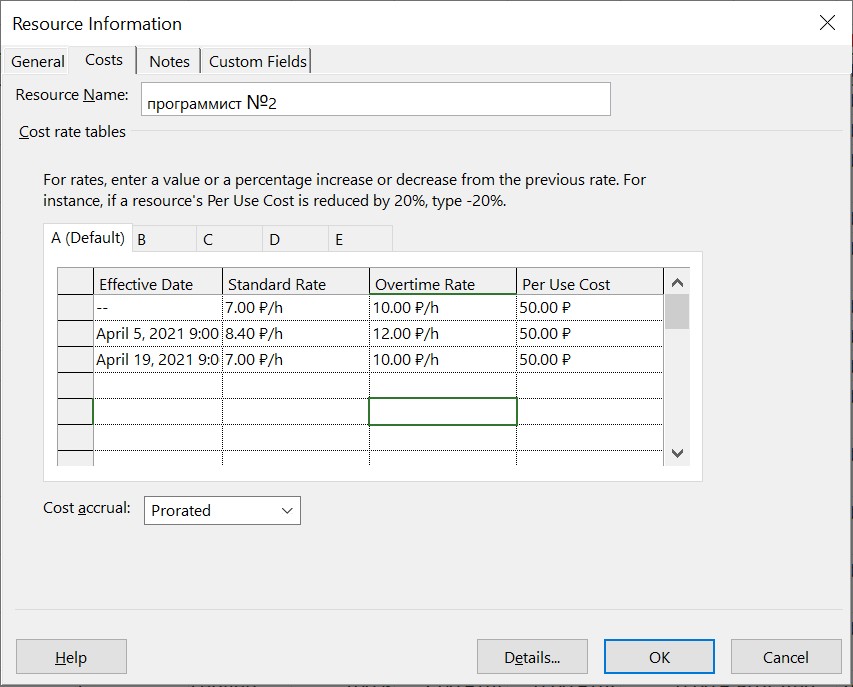 Resource Information
General Costs Notes Custom Fields
Resource Name: программист №2
Cost rate tables
For rates, enter a value or a percentage increase or decrease from the previous rate. For
instance, if a resource's Per Use Cost is reduced by 20%, type -20%.
A (Default) B C D E
Effective Date Standard Rate Overtime Rate Per Use Cost
-- 7.00 ₽/h 10.00 ₽/h 50.00 ₽
April 5, 2021 9:00 8.40 ₽/h 12.00 ₽/h 50.00 ₽
April 19, 2021 9:0 7.00 ₽/h 10.00 ₽/h 50.00 ₽
Cost accrual: Prorated
Help Details... OK Cancel